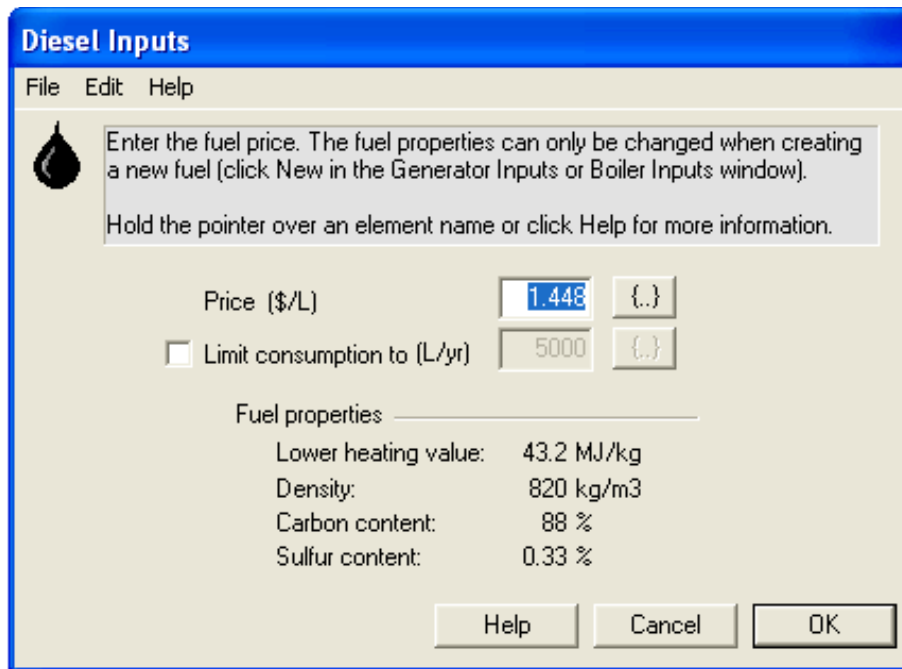 Diesel Inputs
File Edit Help
Enter the fuel price. The fuel properties can only be changed when creating
a new fuel (click New in the Generator Inputs or Boiler Inputs window).
Hold the pointer over an element name or click Help for more information.
Price ($/L) 1.448 {..}
Limit consumption to (L/yr) 5000 {..}
Fuel properties
Lower heating value: 43.2 MJ/kg
Density: 820 kg/m3
Carbon content: 88 %
Sulfur content: 0.33 %
Help Cancel OK